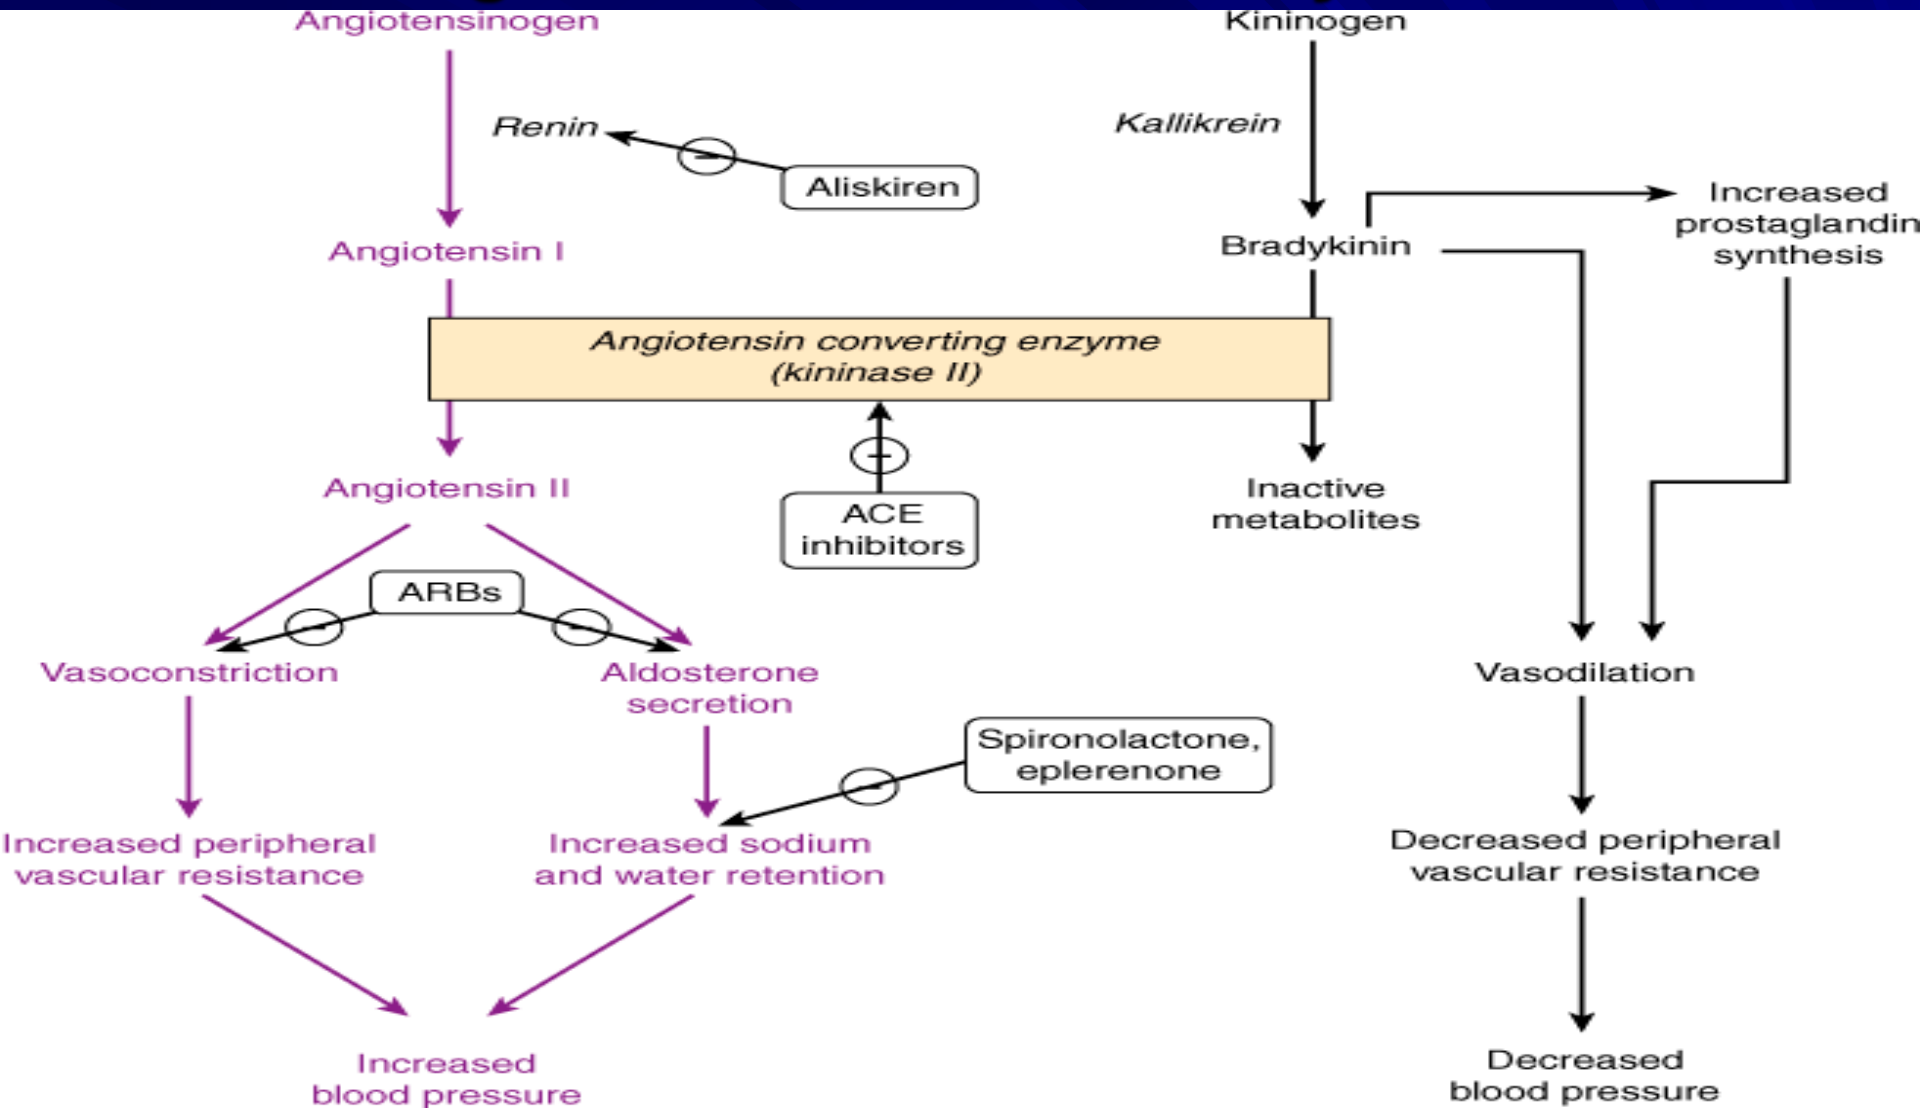 Angiotensinogen
Kininogen
Renin
Kallikrein
Aliskiren
Increased
prostaglandin
synthesis
Angiotensin I
Bradykinin
Angiotensin converting enzyme
(kininase II)
Angiotensin II
ACE
inhibitors
Inactive
metabolites
ARBs
Vasoconstriction
Aldosterone
secretion
Vasodilation
Spironolactone,
eplerenone
Increased peripheral
vascular resistance
Increased sodium
and water retention
Decreased peripheral
vascular resistance
Increased
blood pressure
Decreased
blood pressure